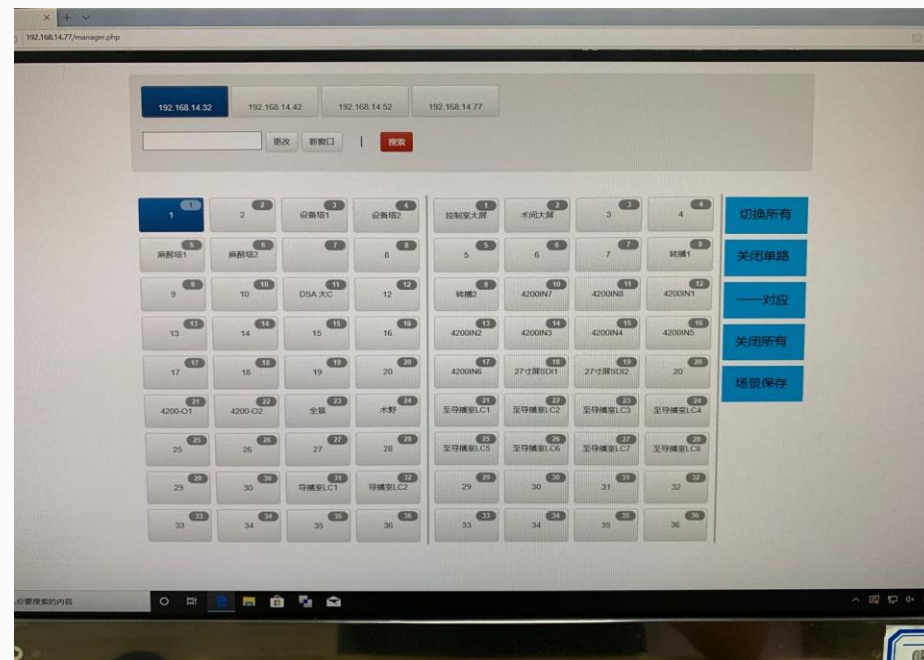 192.168.14.77/manager.php
192.168.14.32 192.168.14.42 192.168.14.52 192.168.14.77
更改 新窗口 | 搜索
1 2 3 4 1 2 3 4
1 2 设备塔1 设备塔2 控制室大屏 术间大屏 3 4 切换所有
5 6 7 8 5 6 7 8
麻醉塔1 麻醉塔2 8 5 6 7 转播1 关闭单路
9 10 11 12 9 10 11 12
9 10 DSA大C 12 转播2 4200IN7 4200IN8 4200IN1 一一对应
13 14 15 16 13 14 15 16
13 14 15 16 4200IN2 4200IN3 4200IN4 4200IN5 关闭所有
17 18 19 20 17 18 19 20
17 18 19 20 4200IN6 27寸屏SDI1 27寸屏SDI2 20 场景保存
21 22 23 24 21 22 23 24
4200-O1 4200-O2 全景 术野 至导播室LC1 至导播室LC2 至导播室LC3 至导播室LC4
25 26 27 28 25 26 27 28
25 26 27 28 至导播室LC5 至导播室LC6 至导播室LC7 至导播室LC8
29 30 31 32 29 30 31 32
29 30 导播室LC1 导播室LC2 29 30 31 32
33 34 35 36 33 34 35 36
33 34 35 36 33 34 35 36
你要搜索的内容